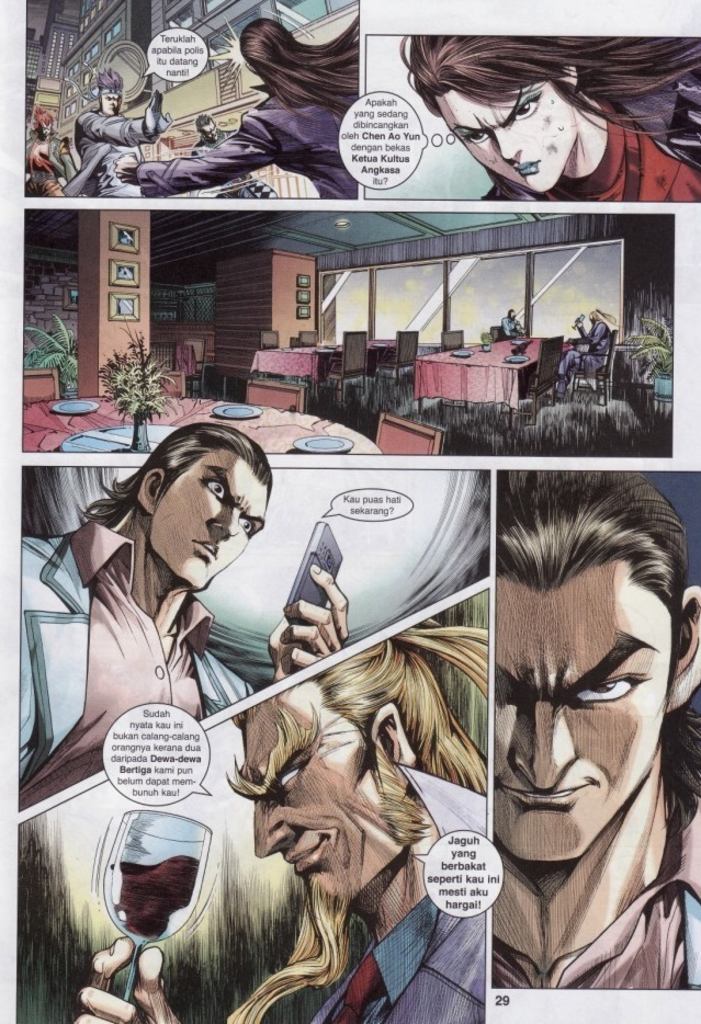 Teruklah
apabila polis
itu datang
nanti!
Apakah
yang sedang
dibincangkan
oleh Chen Ao Yun
dengan bekas
Ketua Kultus
Angkasa
itu?
Kau puas hati
sekarang?
Sudah
nyata kau ini
bukan calang-calang
orangnya kerana dua
daripada Dewa-dewa
Bertiga kami pun
belum dapat mem-
bunuh kau!
Jaguh
yang
berbakat
seperti kau ini
mesti aku
hargai!
29